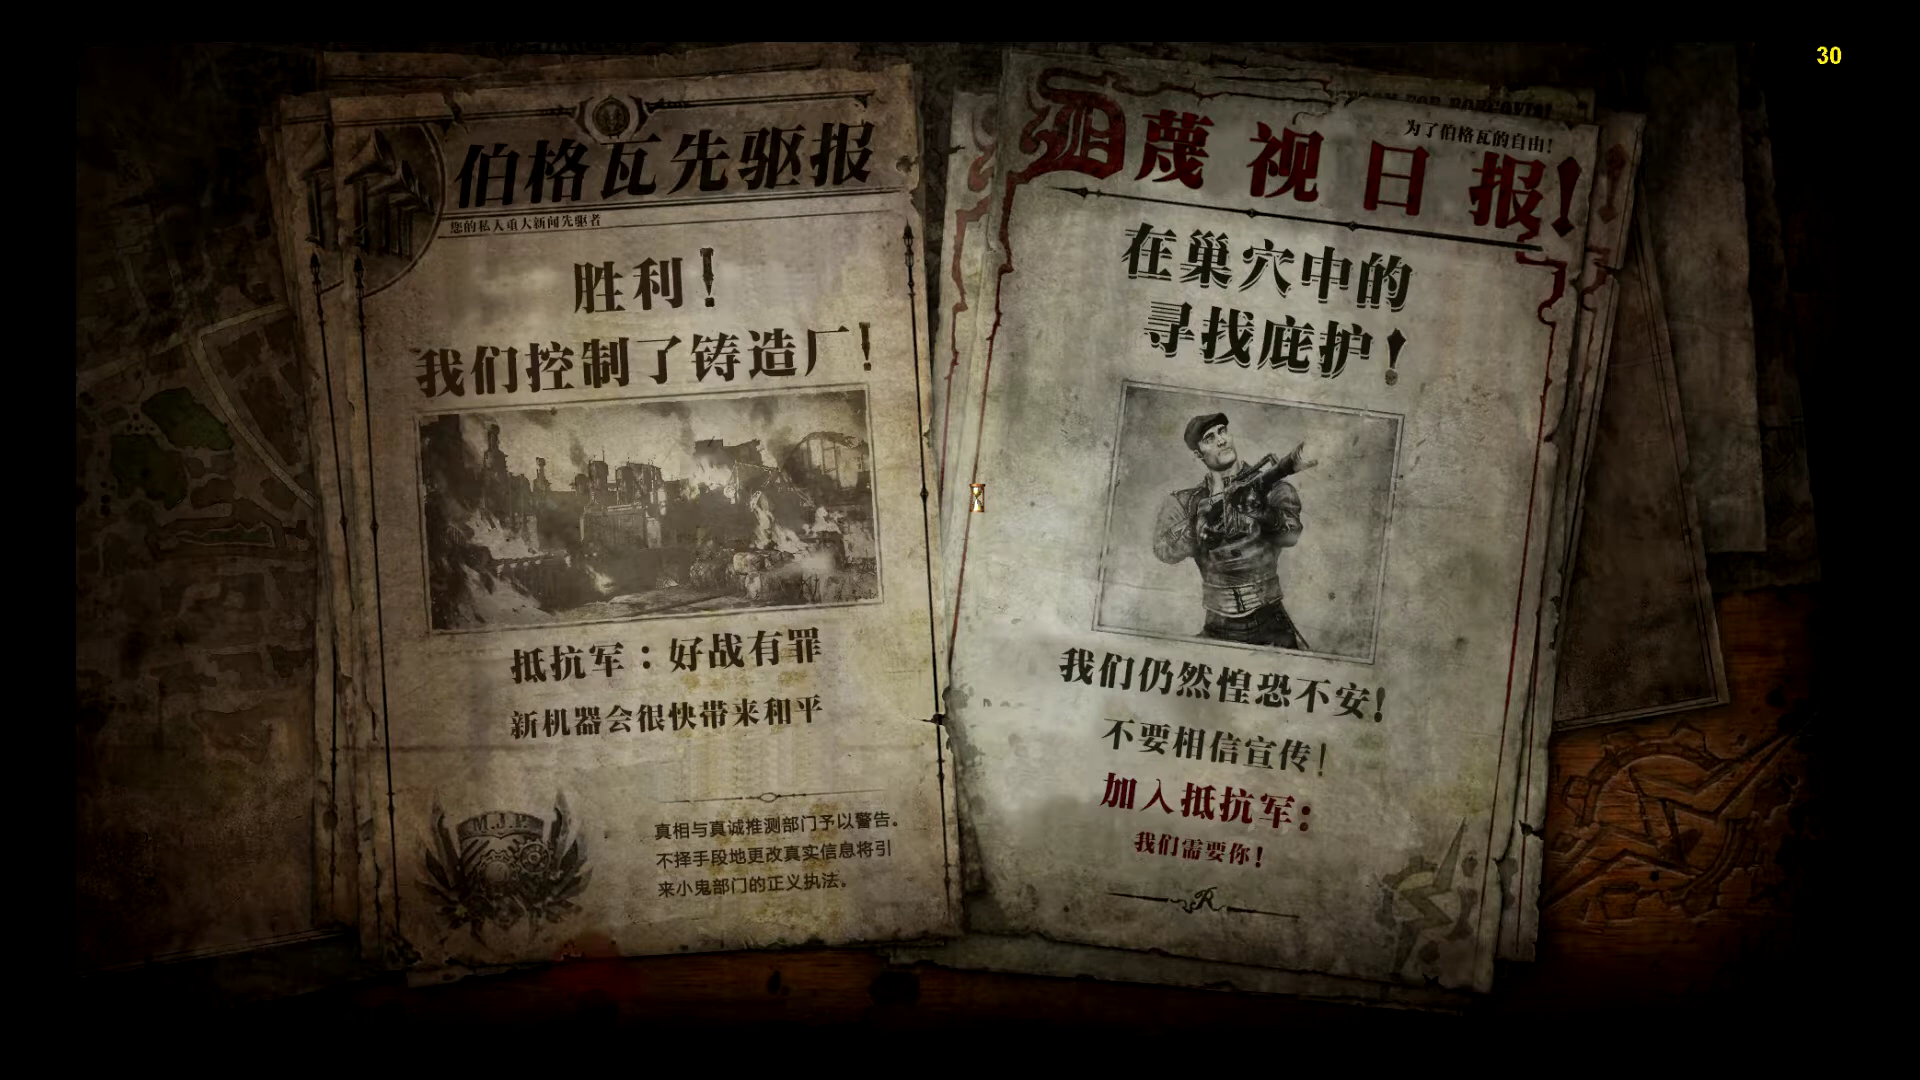 30
伯格瓦先驱报
您的私人重大新闻先驱者
胜利！
我们控制了铸造厂！
抵抗军：好战有罪
新机器会很快带来和平
M.J.P.
真相与真诚推测部门予以警告。
不择手段地更改真实信息将引
来小鬼部门的正义执法。
为了伯格瓦的自由！
D蔑视日报！
在巢穴中的
寻找庇护！
我们仍然惶恐不安！
不要相信宣传！
加入抵抗军：
我们需要你！
R